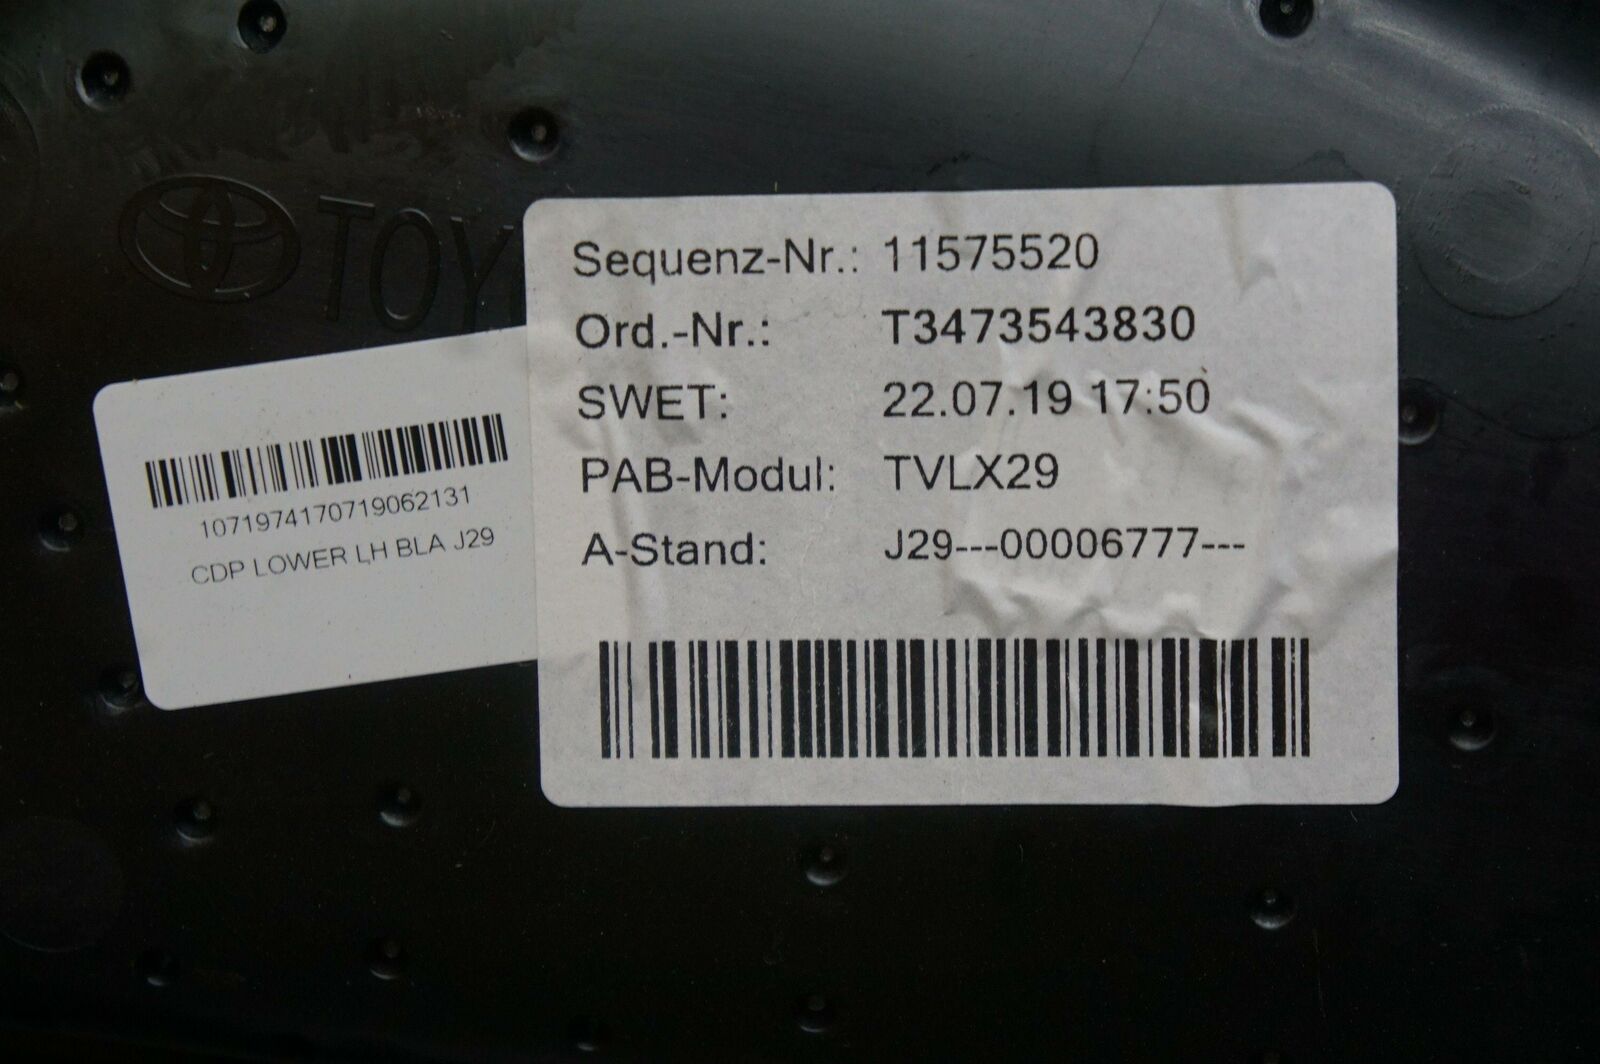 TOY
Sequenz-Nr.: 11575520
Ord.-Nr.: T3473543830
SWET: 22.07.19 17:50
PAB-Modul: TVLX29
A-Stand: J29---00006777---
1071974170719062131
CDP LOWER LH BLA J29